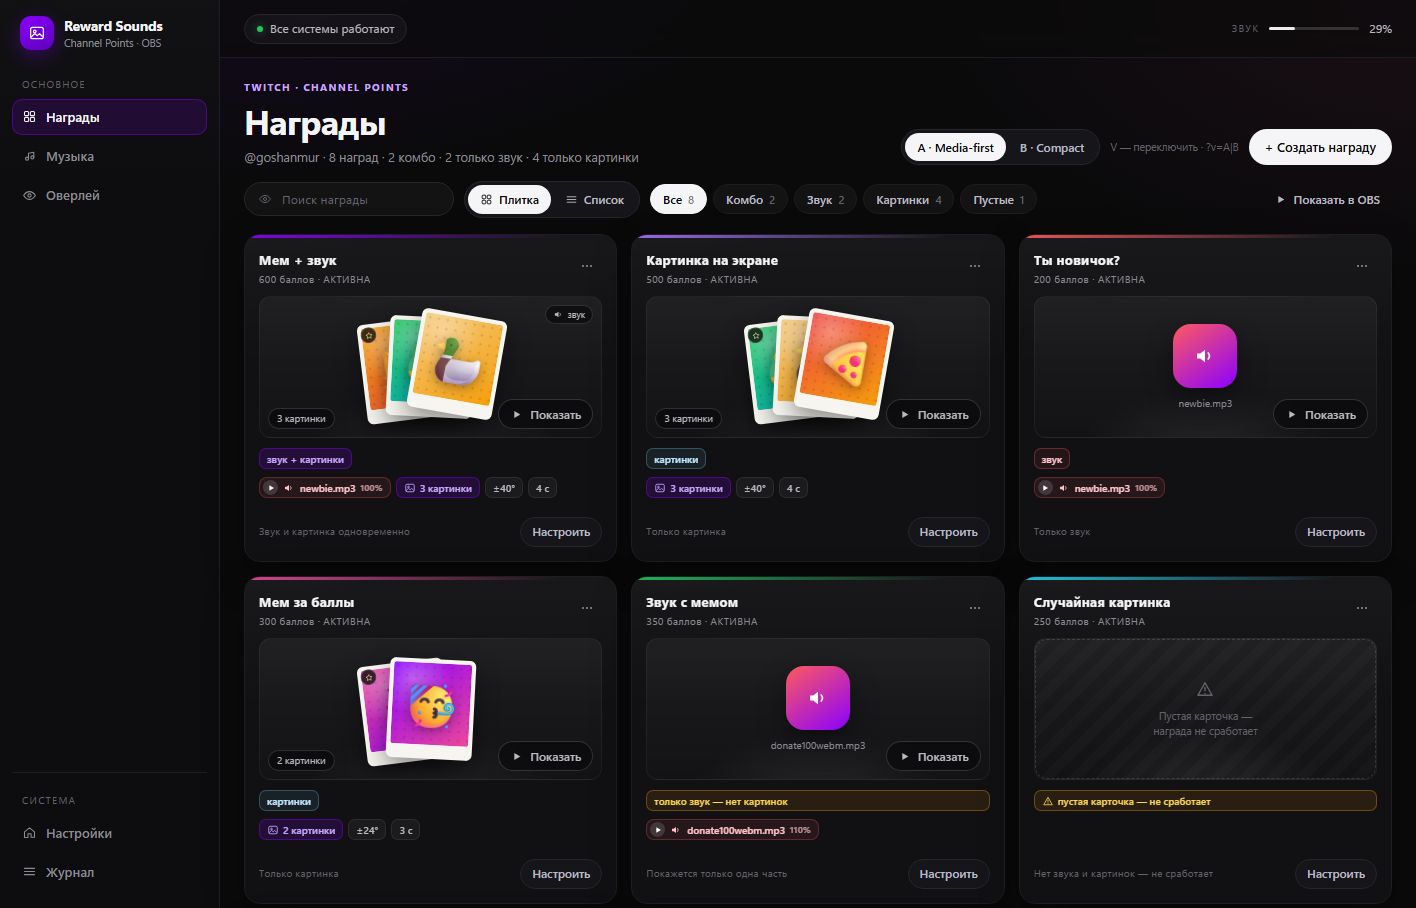 Reward Sounds
Channel Points · OBS
ОСНОВНОЕ
Награды
Музыка
Оверлей
СИСТЕМА
Настройки
Журнал
Все системы работают
ЗВУК 29%
TWITCH · CHANNEL POINTS
Награды
@goshanmur · 8 наград · 2 комбо · 2 только звук · 4 только картинки
A · Media-first B · Compact V — переключить · ?v=A|B + Создать награду
Поиск награды Плитка Список Все 8 Комбо 2 Звук 2 Картинки 4 Пустые 1 Показать в OBS
Мем + звук ...
600 баллов · АКТИВНА
звук
3 картинки Показать
звук + картинки
newbie.mp3 100% 3 картинки ±40° 4 с
Звук и картинка одновременно Настроить
Картинка на экране ...
500 баллов · АКТИВНА
3 картинки Показать
картинки
3 картинки ±40° 4 с
Только картинка Настроить
Ты новичок? ...
200 баллов · АКТИВНА
newbie.mp3
Показать
звук
newbie.mp3 100%
Только звук Настроить
Мем за баллы ...
300 баллов · АКТИВНА
2 картинки Показать
картинки
2 картинки ±24° 3 с
Только картинка Настроить
Звук с мемом ...
350 баллов · АКТИВНА
donate100webm.mp3
Показать
только звук — нет картинок
donate100webm.mp3 110%
Покажется только одна часть Настроить
Случайная картинка ...
250 баллов · АКТИВНА
Пустая карточка —
награда не сработает
пустая карточка — не сработает
Нет звука и картинок — не сработает Настроить